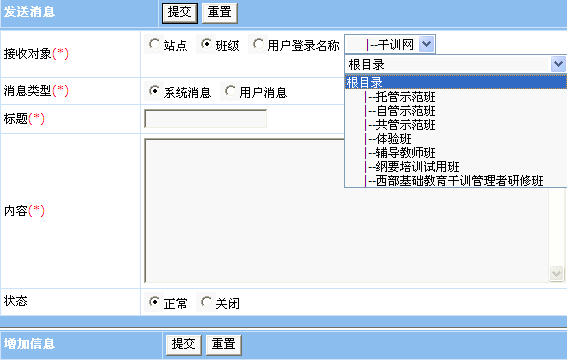 发送消息 提交 重置
接收对象(*) 站点 班级 用户登录名称 |--干训网
根目录
根目录
|--托管示范班
|--自管示范班
|--共管示范班
|--体验班
|--辅导教师班
|--纲要培训试用班
|--西部基础教育干训管理者研修班
消息类型(*) 系统消息 用户消息
标题(*)
内容(*)
状态 正常 关闭
增加信息 提交 重置